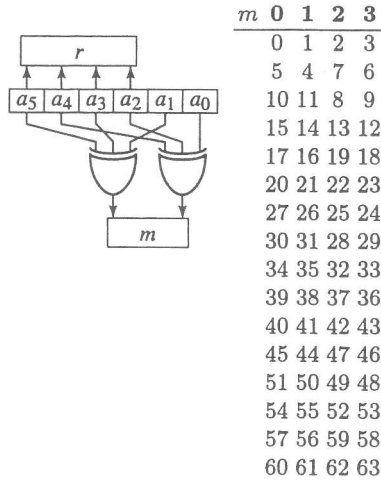 m 0 1 2 3
r
0 1 2 3
5 4 7 6
a5 a4 a3 a2 a1 a0
10 11 8 9
15 14 13 12
17 16 19 18
20 21 22 23
m
27 26 25 24
30 31 28 29
34 35 32 33
39 38 37 36
40 41 42 43
45 44 47 46
51 50 49 48
54 55 52 53
57 56 59 58
60 61 62 63